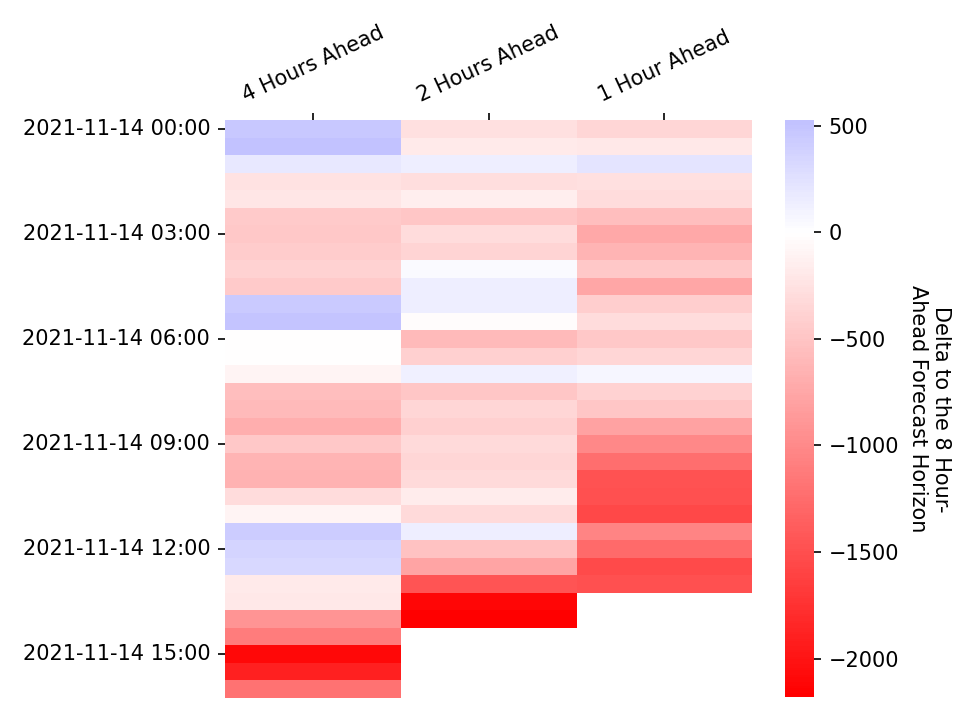 4 Hours Ahead
2 Hours Ahead
1 Hour Ahead
2021-11-14 00:00
2021-11-14 03:00
2021-11-14 06:00
2021-11-14 09:00
2021-11-14 12:00
2021-11-14 15:00
500
0
−500
−1000
−1500
−2000
Delta to the 8 Hour-
Ahead Forecast Horizon